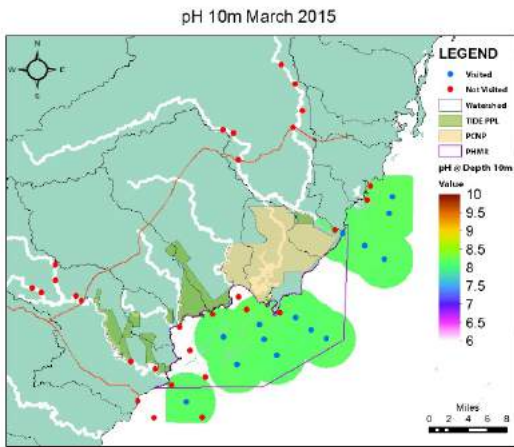 pH 10m March 2015
N
W E
S
LEGEND
Visited
Not Visited
Watershed
TIDE PPL
PCNP
PHMR
pH @ Depth 10m
Value
10
9.5
9
8.5
8
7.5
7
6.5
6
Miles
0 2 4 8